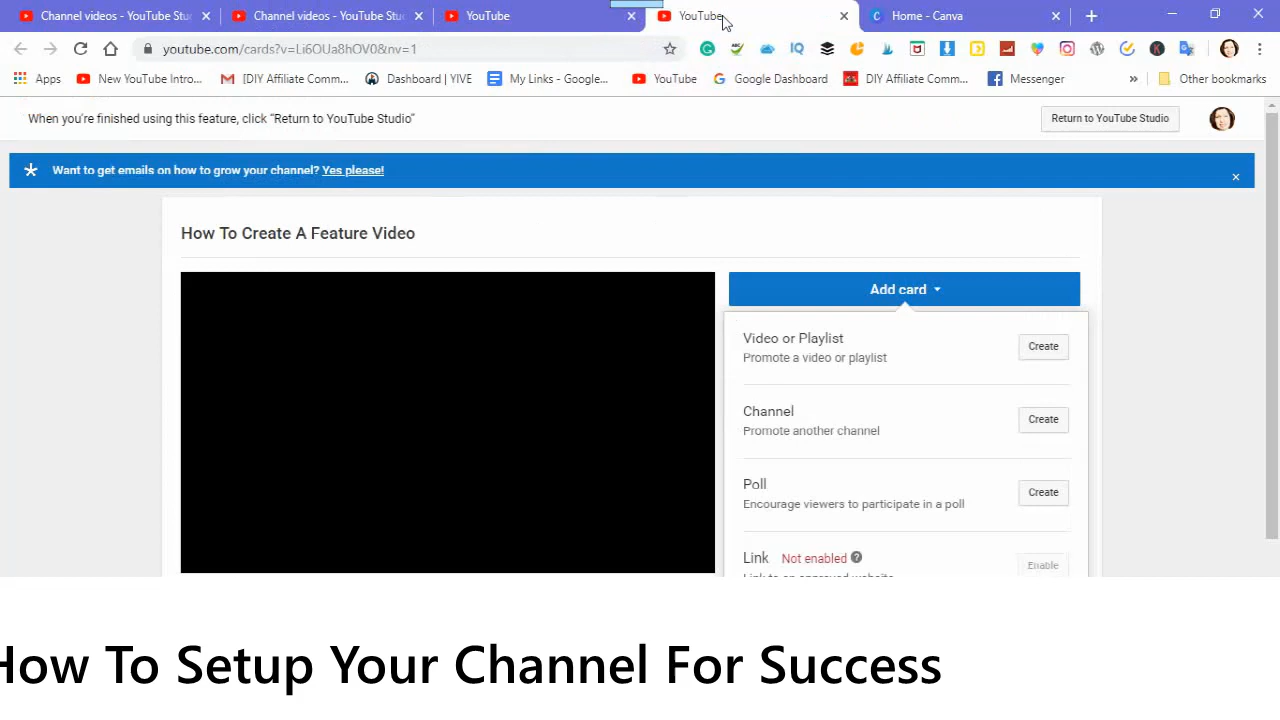 Channel videos - YouTube Stu
Channel videos - YouTube Stu
YouTube
YouTube
Home - Canva
youtube.com/cards?v=Li6OUa8hOV0&nv=1
Apps
New YouTube Intro...
[DIY Affiliate Comm...
Dashboard | YIVE
My Links - Google...
YouTube
Google Dashboard
DIY Affiliate Comm...
Messenger
»
Other bookmarks
When you're finished using this feature, click "Return to YouTube Studio"
Return to YouTube Studio
Want to get emails on how to grow your channel? Yes please!
How To Create A Feature Video
Add card
Video or Playlist
Promote a video or playlist
Create
Channel
Promote another channel
Create
Poll
Encourage viewers to participate in a poll
Create
Link Not enabled
Enable
Link to an approved website
How To Setup Your Channel For Success